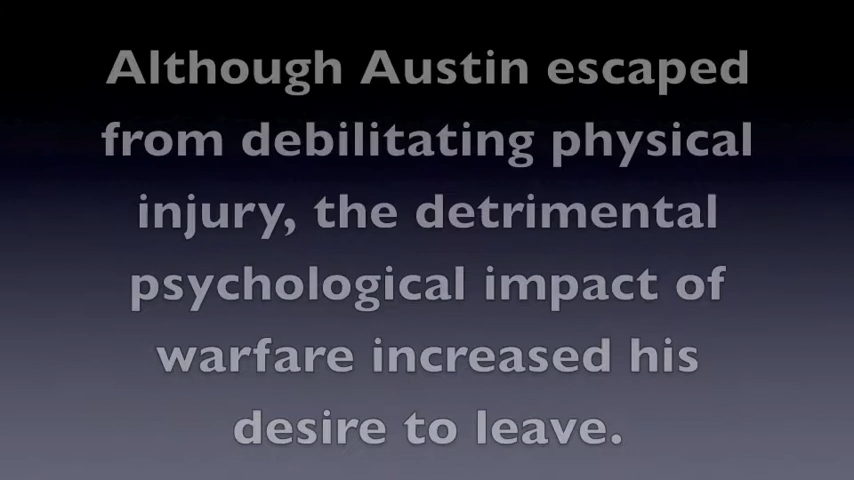 Although Austin escaped
from debilitating physical
injury, the detrimental
psychological impact of
warfare increased his
desire to leave.